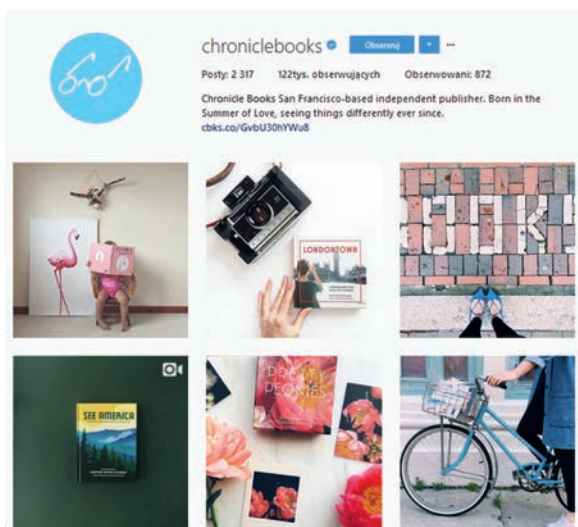 chroniclebooks
Obserwuj
Posty: 2 317 122tys. obserwujących Obserwowani: 872
Chronicle Books San Francisco-based independent publisher. Born in the
Summer of Love, seeing things differently ever since.
cbks.co/GvbU30hYWu8
LONDONTOWN
BOOKS
SEE AMERICA
PRETTY
PEONIES